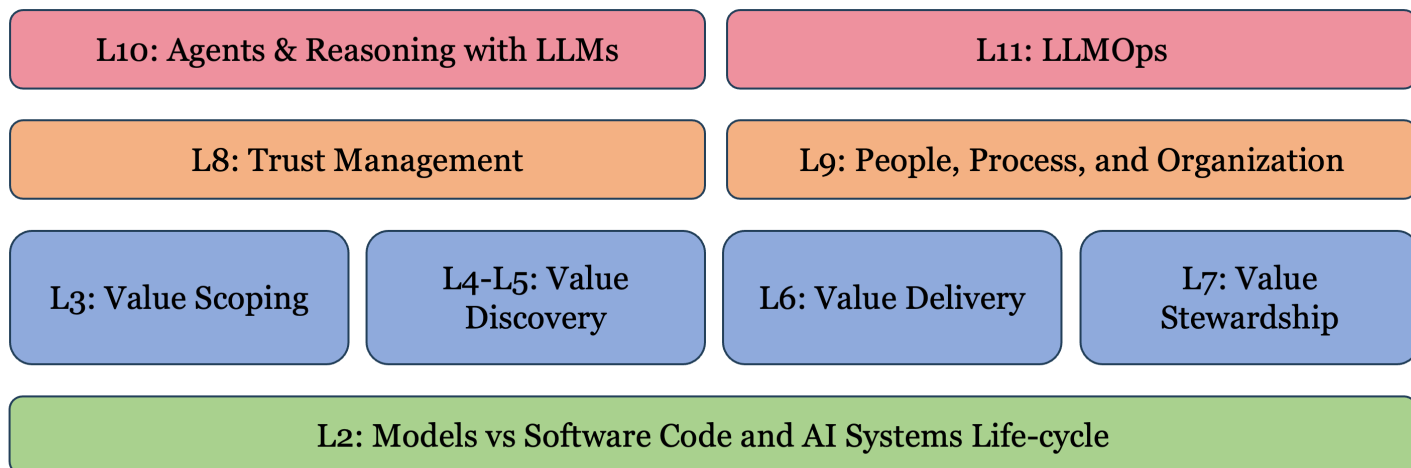 L10: Agents & Reasoning with LLMs
L11: LLMOps
L8: Trust Management
L9: People, Process, and Organization
L3: Value Scoping
L4-L5: Value
Discovery
L6: Value Delivery
L7: Value
Stewardship
L2: Models vs Software Code and AI Systems Life-cycle